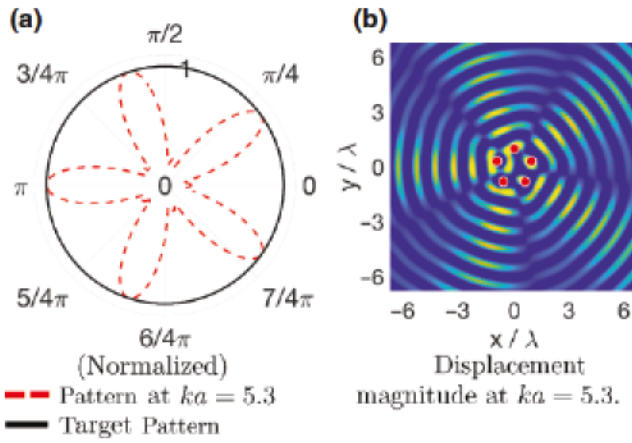 (a)
(b)
π/2
3/4π
1
π/4
π
0
0
5/4π
7/4π
6/4π
(Normalized)
Pattern at ka = 5.3
Target Pattern
6
3
0
−3
−6
y / λ
−6 −3 0 3 6
x / λ
Displacement
magnitude at ka = 5.3.